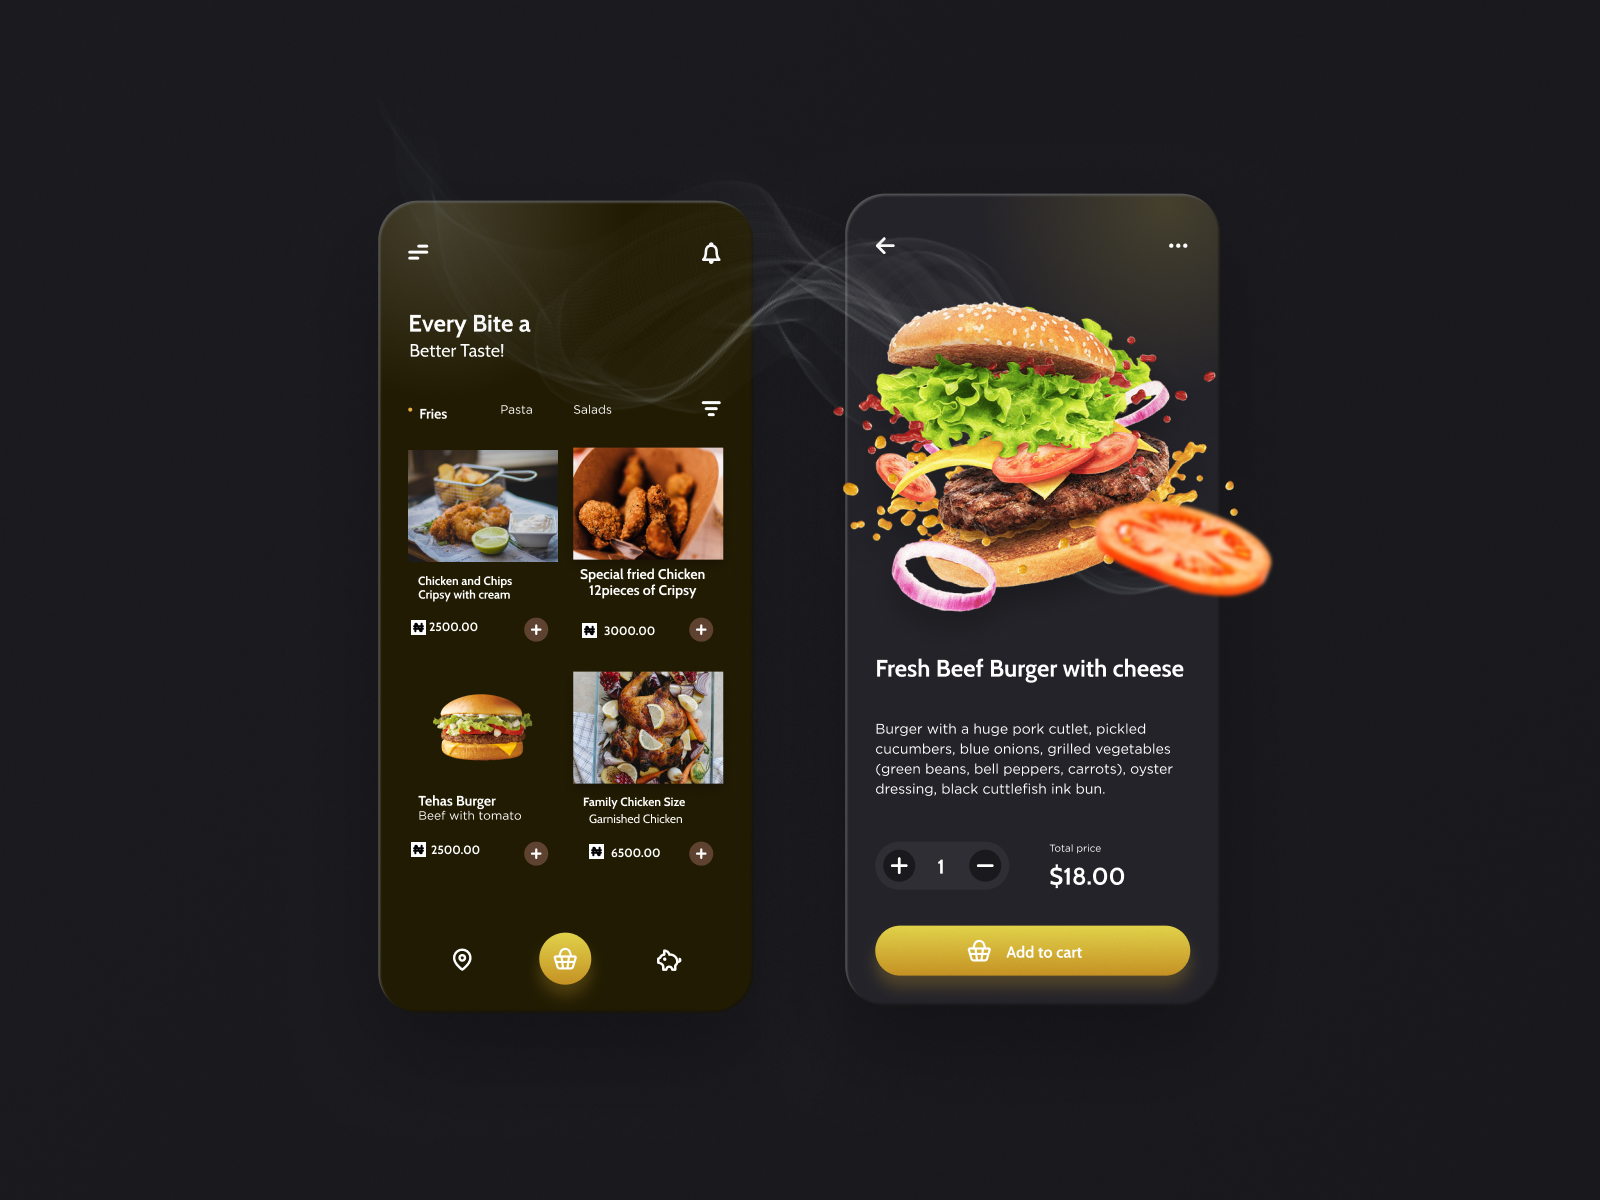 Every Bite a
Better Taste!
Fries
Pasta
Salads
Chicken and Chips
Cripsy with cream
₦ 2500.00
Special fried Chicken
12pieces of Cripsy
₦ 3000.00
Tehas Burger
Beef with tomato
₦ 2500.00
Family Chicken Size
Garnished Chicken
₦ 6500.00
Fresh Beef Burger with cheese
Burger with a huge pork cutlet, pickled
cucumbers, blue onions, grilled vegetables
(green beans, bell peppers, carrots), oyster
dressing, black cuttlefish ink bun.
1
Total price
$18.00
Add to cart